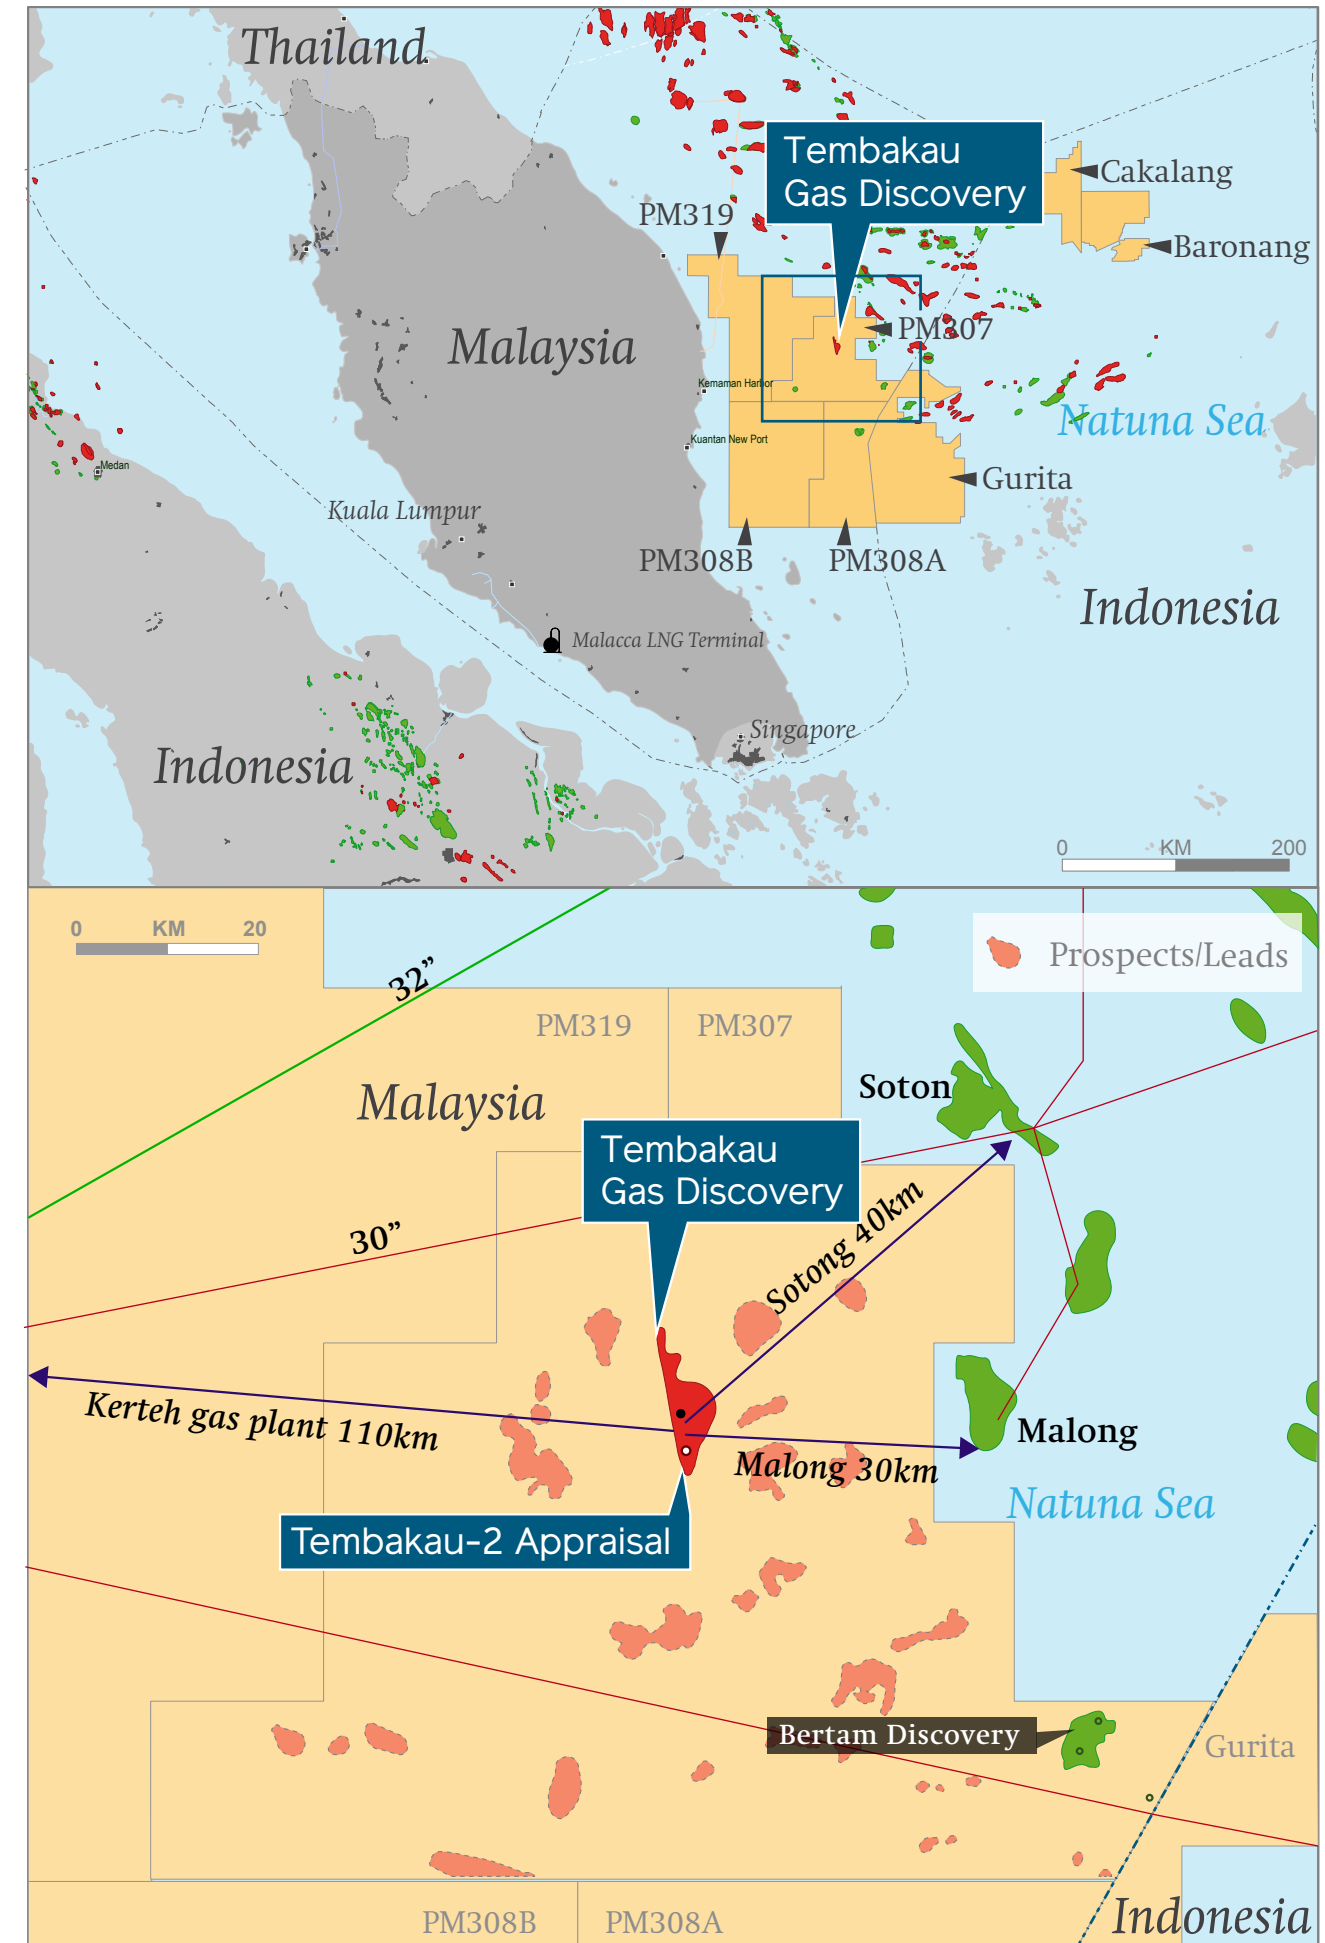 Thailand
Tembakau
Gas Discovery
Cakalang
PM319
Baronang
PM307
Malaysia
Kemaman Harbor
Natuna Sea
Kuantan New Port
Medan
Gurita
Kuala Lumpur
PM308B
PM308A
Indonesia
Malacca LNG Terminal
Singapore
Indonesia
0 KM 200
0 KM 20
32”
Prospects/Leads
PM319
PM307
Soton
Malaysia
Tembakau
Gas Discovery
Sotong 40km
30”
Kerteh gas plant 110km
Malong
Malong 30km
Natuna Sea
Tembakau-2 Appraisal
Bertam Discovery
Gurita
Indonesia
PM308B
PM308A